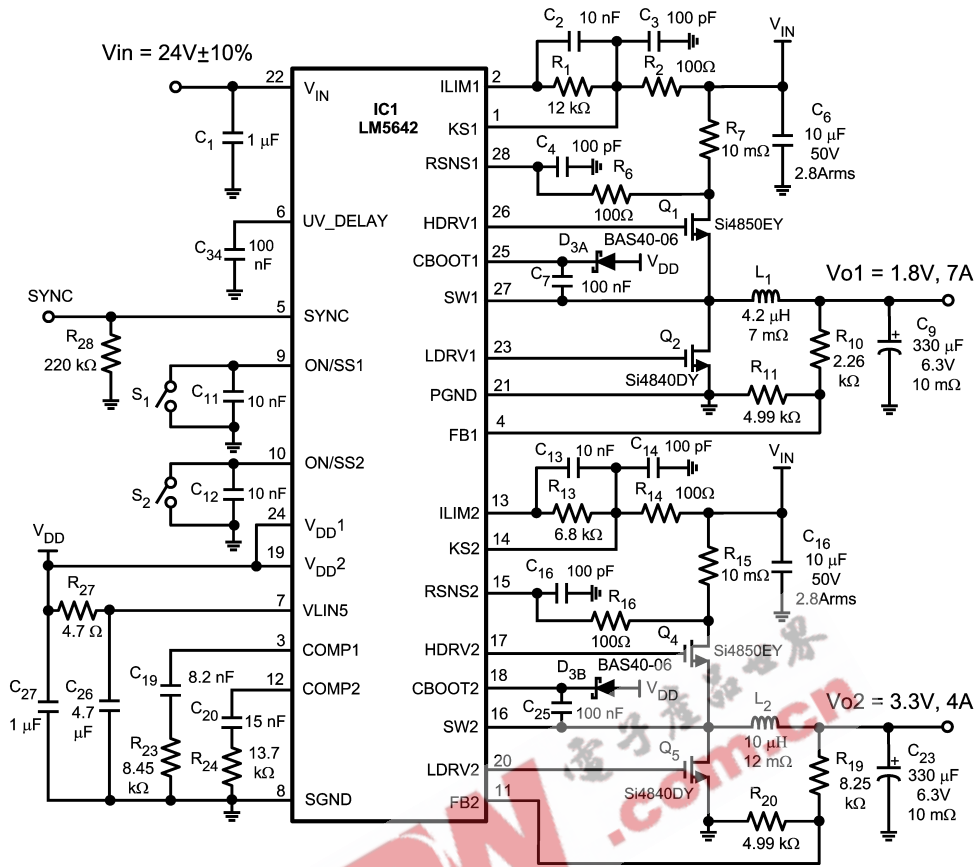 C2 10 nF C3 100 pF
VIN
Vin = 24V±10%
22 VIN
IC1
LM5642
ILIM1 2
R1
12 kΩ
R2
100Ω
C1 1 µF
KS1 1
R7
10 mΩ
C6
10 µF
50V
2.8Arms
RSNS1 28
C4 100 pF
R6
100Ω
6 UV_DELAY
C34 100
nF
HDRV1 26
Q1
Si4850EY
CBOOT1 25
D3A BAS40-06
VDD
C7 100 nF
SW1 27
L1
4.2 µH
7 mΩ
Vo1 = 1.8V, 7A
SYNC
5 SYNC
R28
220 kΩ
R10
2.26
kΩ
C9
+
330 µF
6.3V
10 mΩ
LDRV1 23
Q2
Si4840DY
9 ON/SS1
S1
C11 10 nF
PGND 21
R11
4.99 kΩ
FB1 4
10 ON/SS2
S2
C12 10 nF
C13 10 nF C14 100 pF
VIN
ILIM2 13
R13
6.8 kΩ
R14
100Ω
24 VDD1
VDD
19 VDD2
KS2 14
R15
10 mΩ
C16
10 µF
50V
2.8Arms
RSNS2 15
C16 100 pF
R16
100Ω
R27
4.7 Ω
7 VLIN5
3 COMP1
C19 8.2 nF
HDRV2 17
Q4
Si4850EY
12 COMP2
C20 15 nF
CBOOT2 18
D3B BAS40-06
VDD
C25 100 nF
C27
1 µF
C26
4.7
µF
SW2 16
L2
10 µH
12 mΩ
Vo2 = 3.3V, 4A
R23
8.45
kΩ
R24 13.7
kΩ
LDRV2 20
Q5
Si4840DY
R19
8.25
kΩ
C23
+
330 µF
6.3V
10 mΩ
8 SGND
FB2 11
R20
4.99 kΩ
電子産品世界
.com.cn